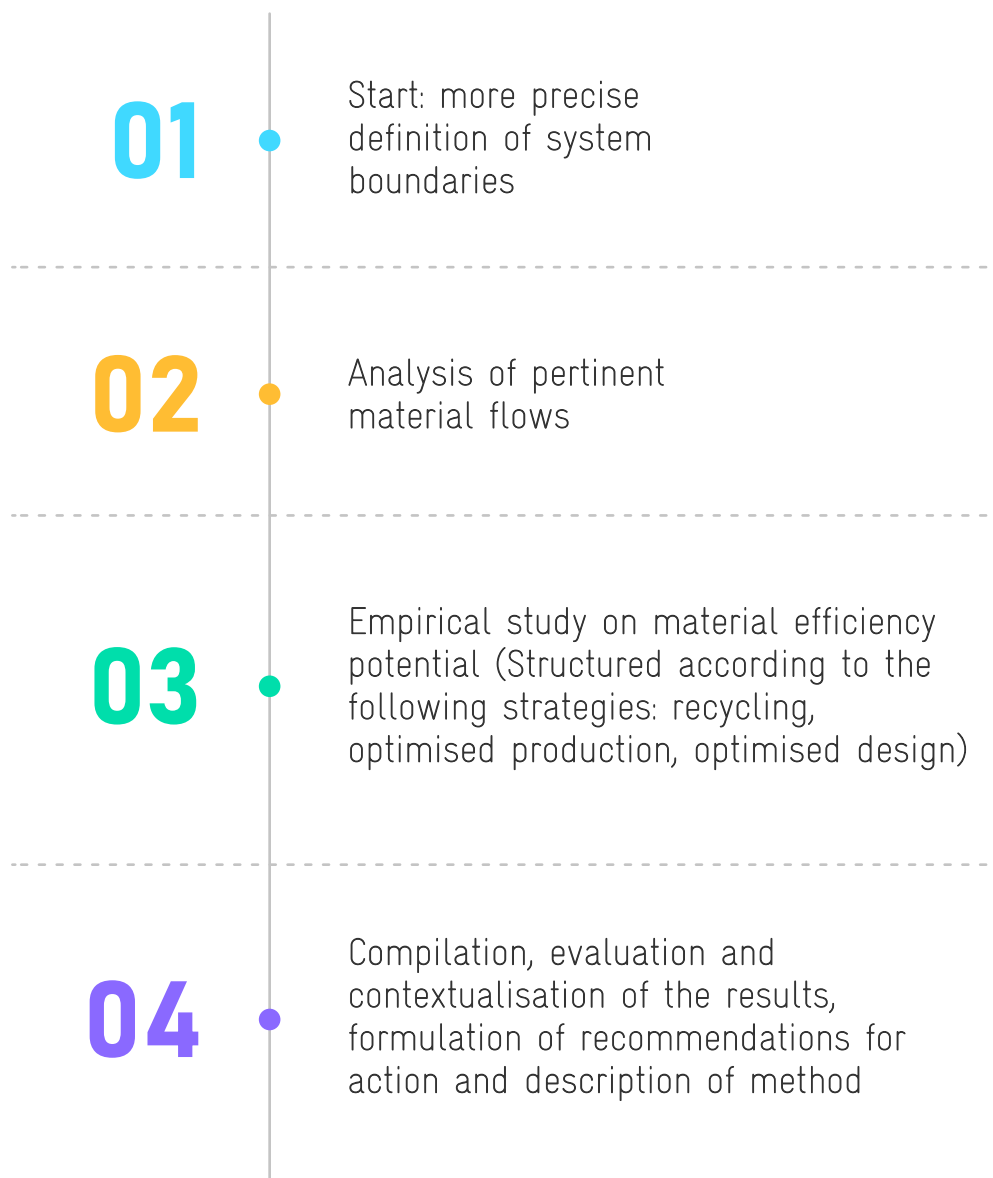 01
Start: more precise
definition of system
boundaries
02
Analysis of pertinent
material flows
03
Empirical study on material efficiency
potential (Structured according to the
following strategies: recycling,
optimised production, optimised design)
04
Compilation, evaluation and
contextualisation of the results,
formulation of recommendations for
action and description of method